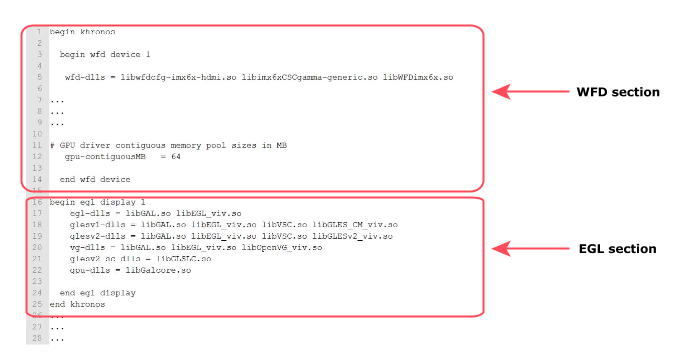 1 begin khronos
2
3 begin wfd device 1
4
5 wfd-dlls = libwfdcfg-imx6x-hdmi.so libimx6xCSCgamma-generic.so libWFDimx6x.so
6
7 ...
8 ...
9 ...
10
11 # GPU driver contiguous memory pool sizes in MB
12 gpu-contiguousMB = 64
13
14 end wfd device
15
16 begin egl display 1
17 egl-dlls = libGAL.so libEGL_viv.so
18 glesv1-dlls = libGAL.so libEGL_viv.so libVSC.so libGLES_CM_viv.so
19 glesv2-dlls = libGAL.so libEGL_viv.so libVSC.so libGLESv2_viv.so
20 vg-dlls = libGAL.so libEGL_viv.so libOpenVG_viv.so
21 glesv2-sc-dlls = libGLSLC.so
22 gpu-dlls = libGalcore.so
23
24 end egl display
25 end khronos
26 ...
27 ...
28 ...
WFD section
EGL section